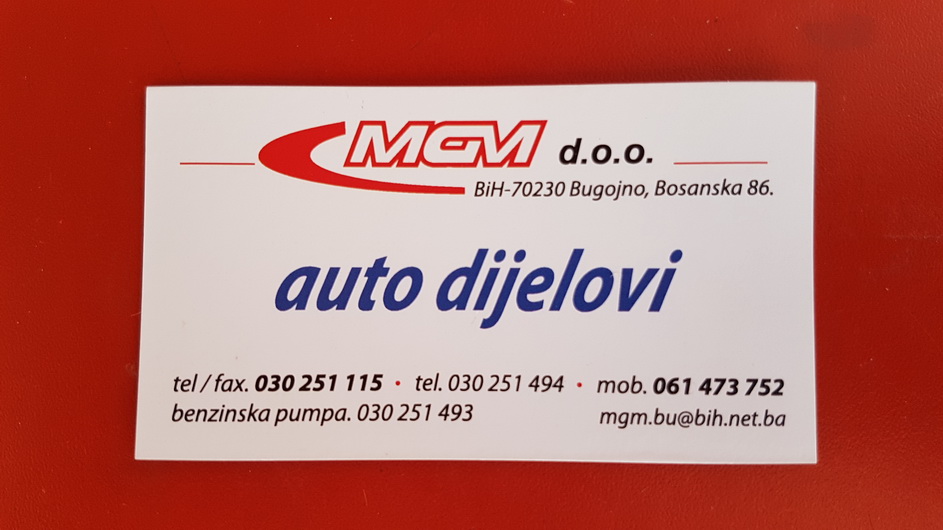 MGM d.o.o.
BiH-70230 Bugojno, Bosanska 86.
auto dijelovi
tel / fax. 030 251 115 • tel. 030 251 494 • mob. 061 473 752
benzinska pumpa. 030 251 493 mgm.bu@bih.net.ba